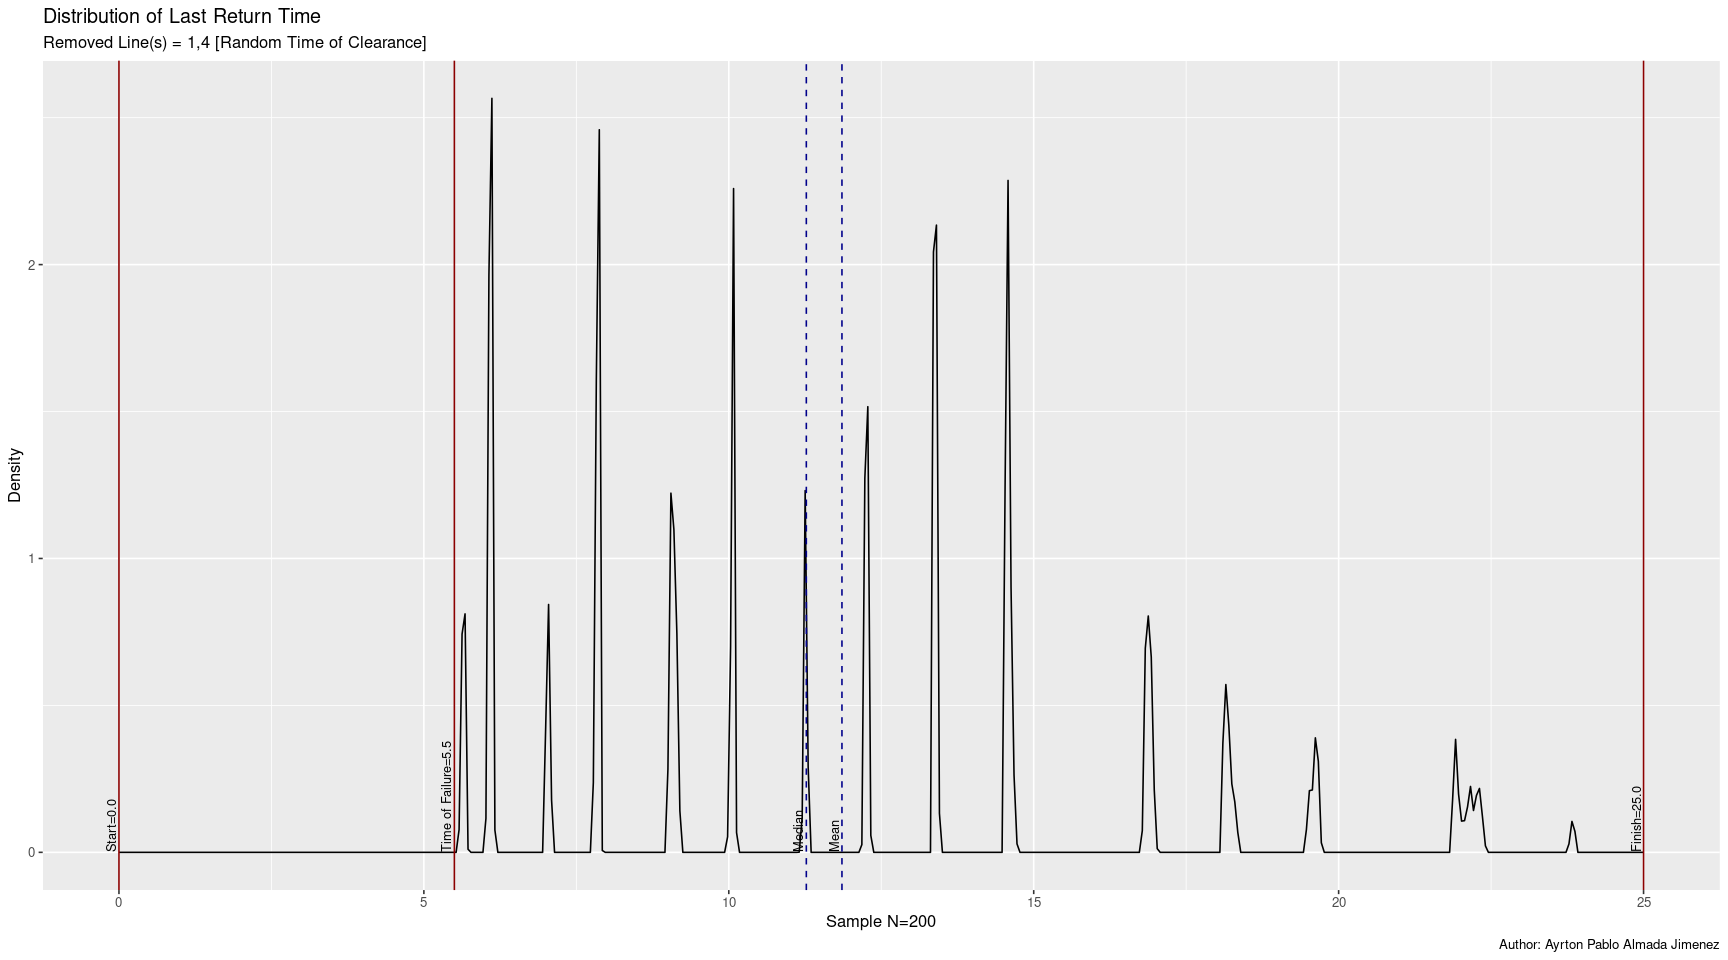 Distribution of Last Return Time
Removed Line(s) = 1,4 [Random Time of Clearance]
Density
2
1
0
Start=0.0
Time of Failure=5.5
Median
Mean
Finish=25.0
0
5
10
15
20
25
Sample N=200
Author: Ayrton Pablo Almada Jimenez